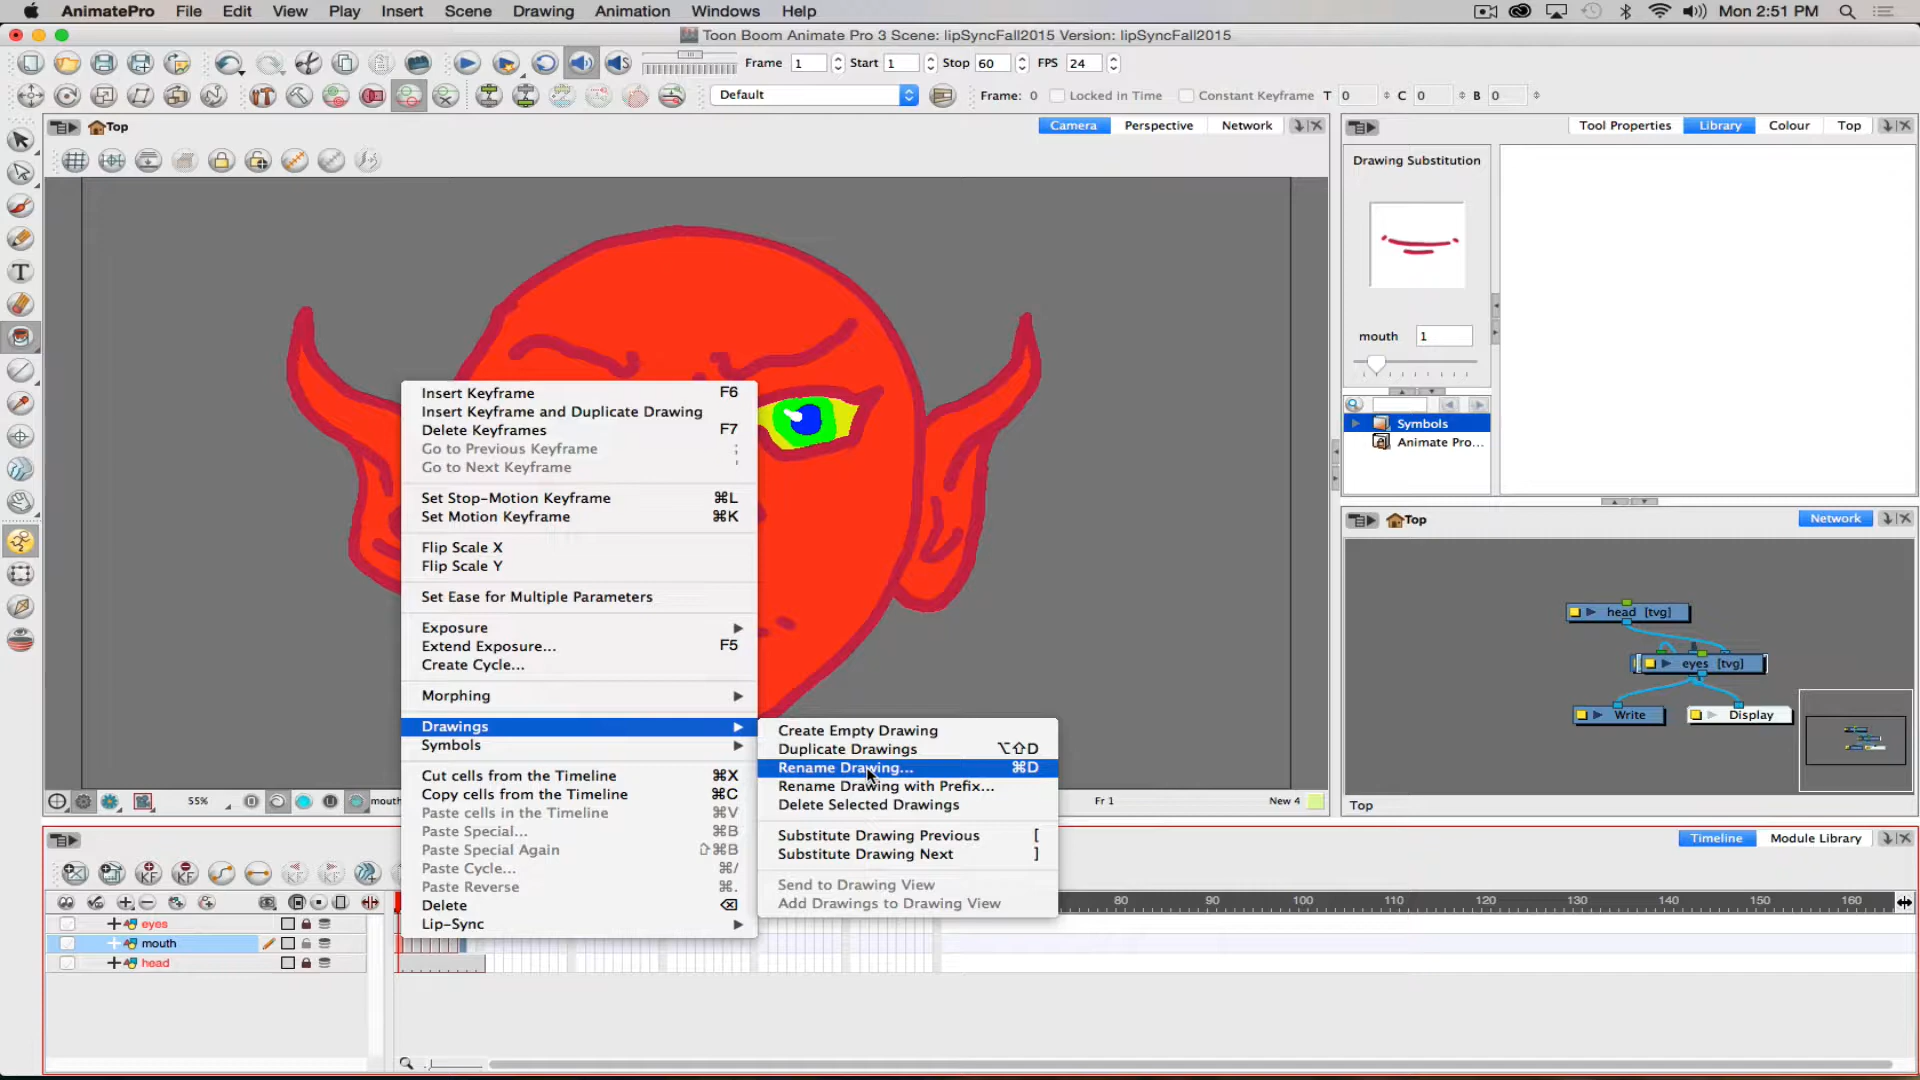 AnimatePro File Edit View Play Insert Scene Drawing Animation Windows Help Mon 2:51 PM
Toon Boom Animate Pro 3 Scene: lipSyncFall2015 Version: lipSyncFall2015
Frame 1 Start 1 Stop 60 FPS 24
Default Frame: 0 Locked in Time Constant Keyframe T 0 C 0 B 0
Top Camera Perspective Network Tool Properties Library Colour Top
Drawing Substitution
mouth 1
Symbols
Animate Pro...
Insert Keyframe F6
Insert Keyframe and Duplicate Drawing
Delete Keyframes F7
Go to Previous Keyframe ;
Go to Next Keyframe '
Set Stop-Motion Keyframe ⌘L
Set Motion Keyframe ⌘K
Flip Scale X
Flip Scale Y
Set Ease for Multiple Parameters
Exposure
Extend Exposure... F5
Create Cycle...
Morphing
Drawings
Symbols
Cut cells from the Timeline ⌘X
Copy cells from the Timeline ⌘C
Paste cells in the Timeline ⌘V
Paste Special... ⌘B
Paste Special Again ⇧⌘B
Paste Cycle... ⌘/
Paste Reverse ⌘.
Delete ⌫
Lip-Sync
Create Empty Drawing
Duplicate Drawings ⌥⇧D
Rename Drawing... ⌘D
Rename Drawing with Prefix...
Delete Selected Drawings
Substitute Drawing Previous [
Substitute Drawing Next ]
Send to Drawing View
Add Drawings to Drawing View
Top Network
head [tvg]
eyes [tvg]
Write Display
Top
55% mouth Fr 1 New 4
Timeline Module Library
80 90 100 110 120 130 140 150 160
eyes
mouth
head